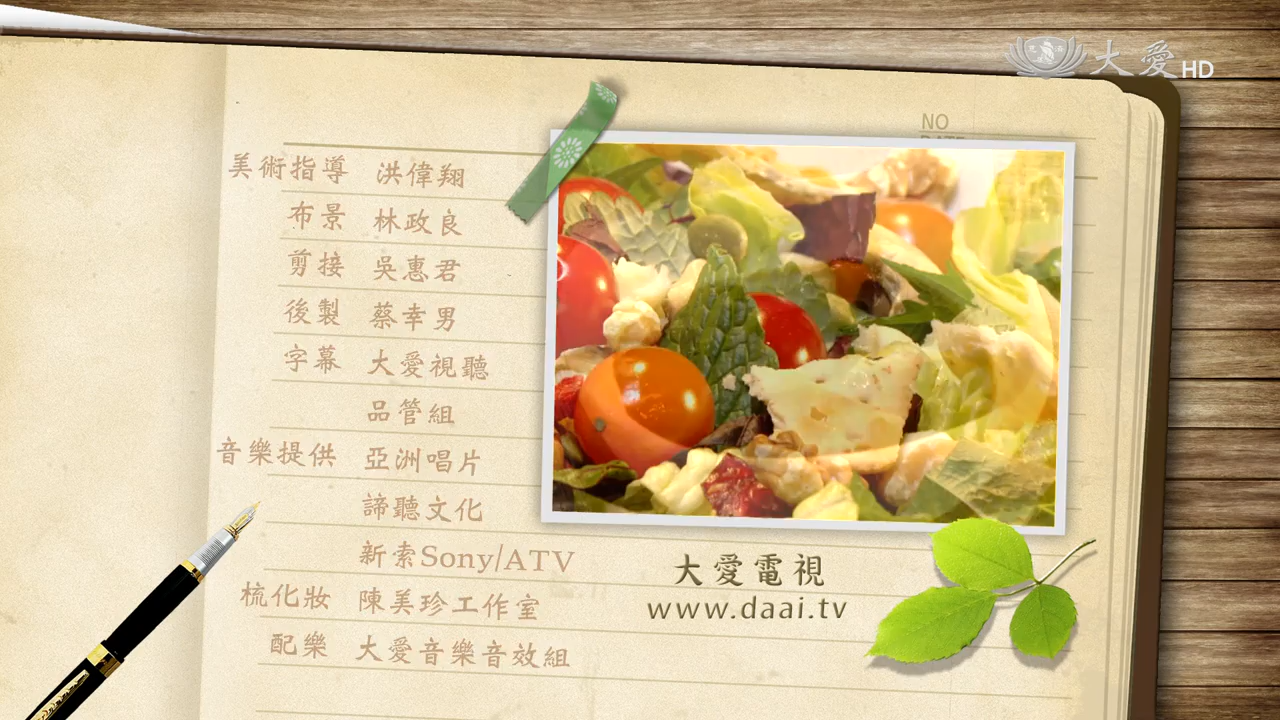 大愛HD
NO
DATE
美術指導 洪偉翔
布景 林政良
剪接 吳惠君
後製 蔡幸男
字幕 大愛視聽
品管組
音樂提供 亞洲唱片
諦聽文化
新索Sony/ATV
梳化妝 陳美珍工作室
配樂 大愛音樂音效組
大愛電視
www.daai.tv